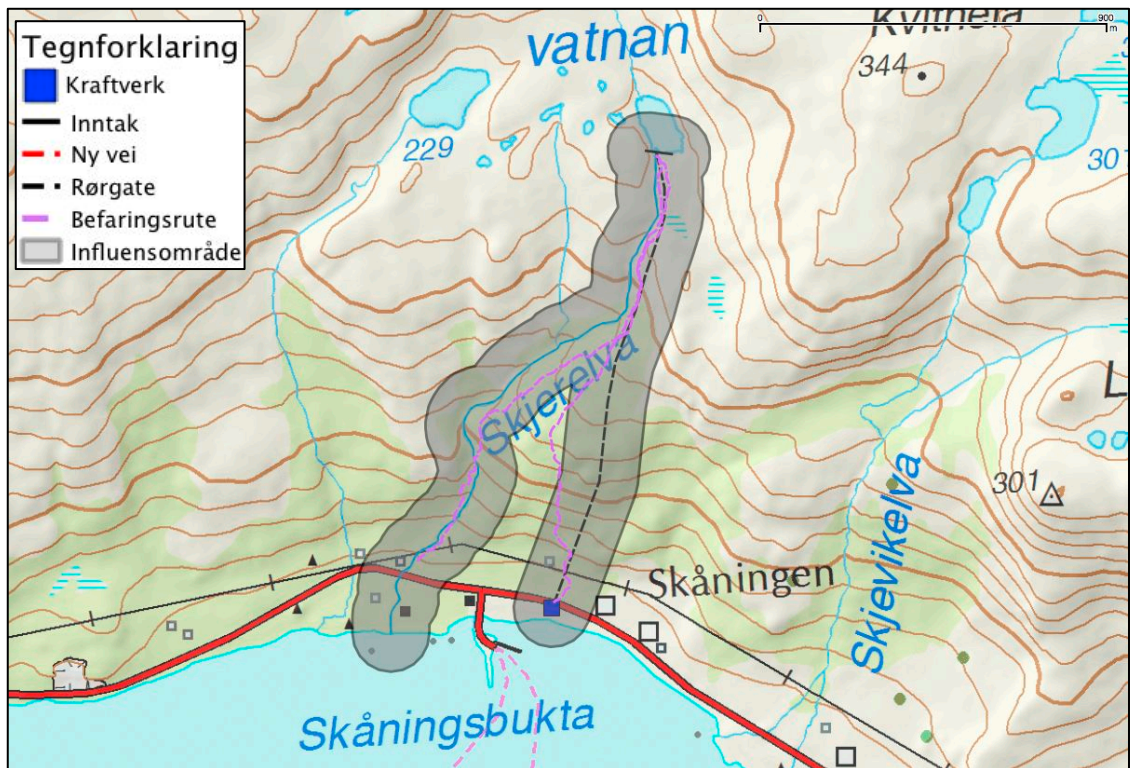 Tegnforklaring
Kraftverk
Inntak
Ny vei
Rørgate
Befaringsrute
Influensområde
0
900
m
vatnan
344
229
30
Skjerelva
L
301
Skåningen
Skjevikelva
Skåningsbukta